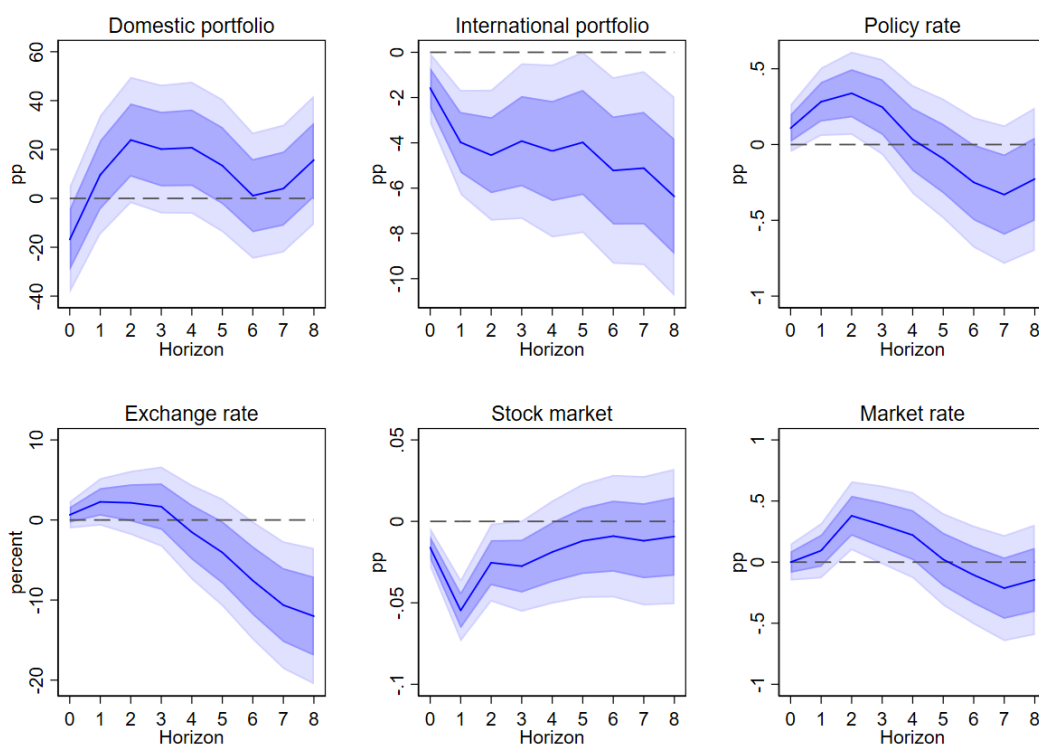 Domestic portfolio
60
40
20
0
-20
-40
pp
0 1 2 3 4 5 6 7 8
Horizon
International portfolio
0
-2
-4
-6
-8
-10
pp
0 1 2 3 4 5 6 7 8
Horizon
Policy rate
.5
0
-.5
-1
pp
0 1 2 3 4 5 6 7 8
Horizon
Exchange rate
10
0
-10
-20
percent
0 1 2 3 4 5 6 7 8
Horizon
Stock market
.05
0
-.05
-.1
pp
0 1 2 3 4 5 6 7 8
Horizon
Market rate
1
.5
0
-.5
-1
pp
0 1 2 3 4 5 6 7 8
Horizon